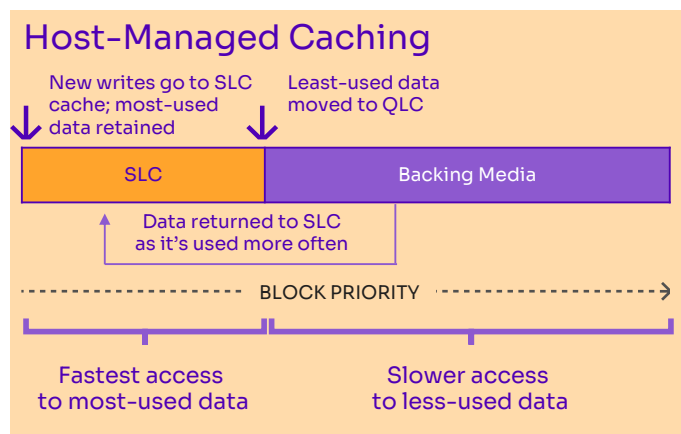 Host-Managed Caching
New writes go to SLC
cache; most-used
data retained
Least-used data
moved to QLC
SLC
Backing Media
Data returned to SLC
as it’s used more often
BLOCK PRIORITY
Fastest access
to most-used data
Slower access
to less-used data